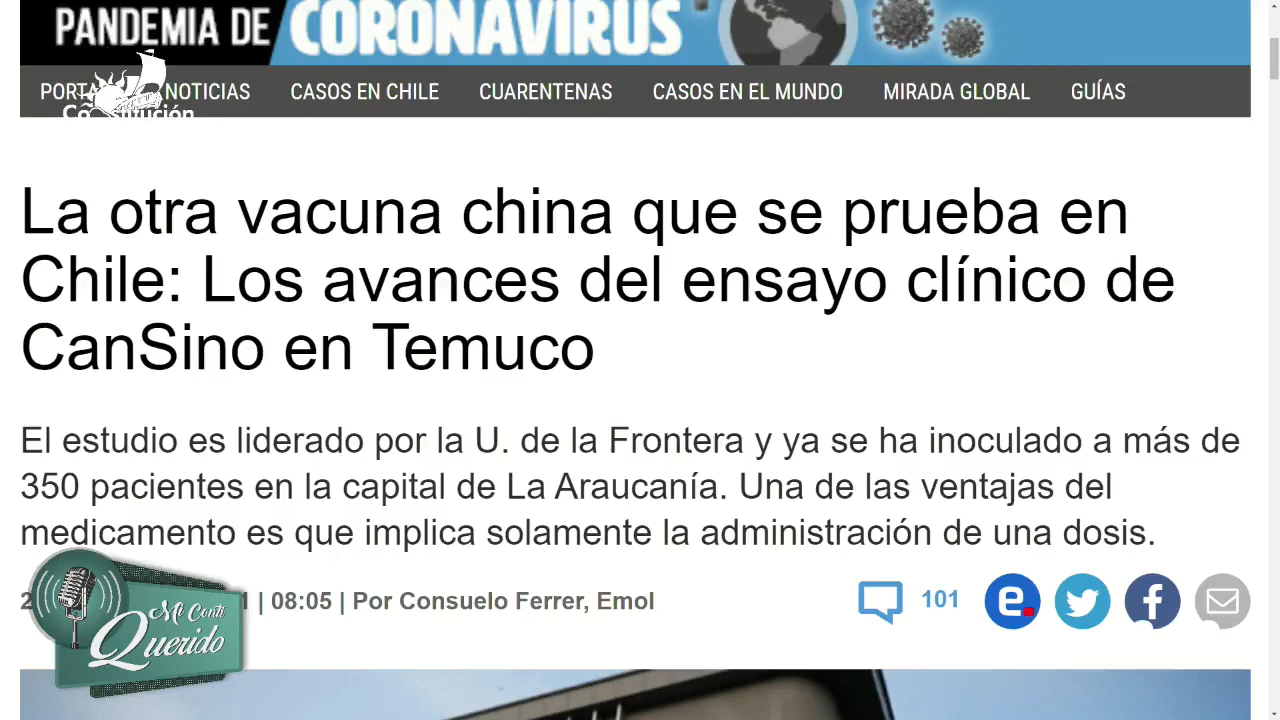 PANDEMIA DE CORONAVIRUS
NOTICIAS CASOS EN CHILE CUARENTENAS CASOS EN EL MUNDO MIRADA GLOBAL GUÍAS
La otra vacuna china que se prueba en
Chile: Los avances del ensayo clínico de
CanSino en Temuco
El estudio es liderado por la U. de la Frontera y ya se ha inoculado a más de
350 pacientes en la capital de La Araucanía. Una de las ventajas del
medicamento es que implica solamente la administración de una dosis.
| 08:05 | Por Consuelo Ferrer, Emol
101
Mi Conti
Querido